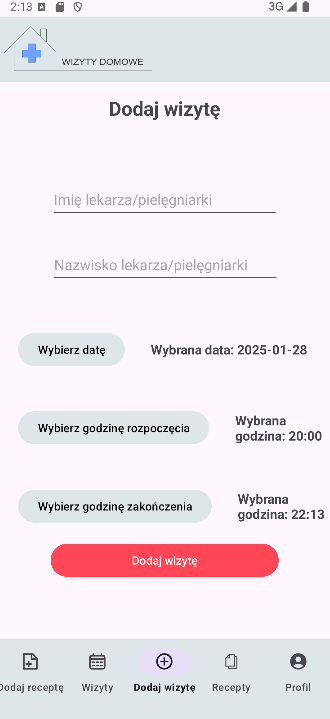 2:13
3G
WIZYTY DOMOWE
Dodaj wizytę
Imię lekarza/pielęgniarki
Nazwisko lekarza/pielęgniarki
Wybierz datę
Wybrana data: 2025-01-28
Wybierz godzinę rozpoczęcia
Wybrana
godzina: 20:00
Wybierz godzinę zakończenia
Wybrana
godzina: 22:13
Dodaj wizytę
Dodaj receptę
Wizyty
Dodaj wizytę
Recepty
Profil